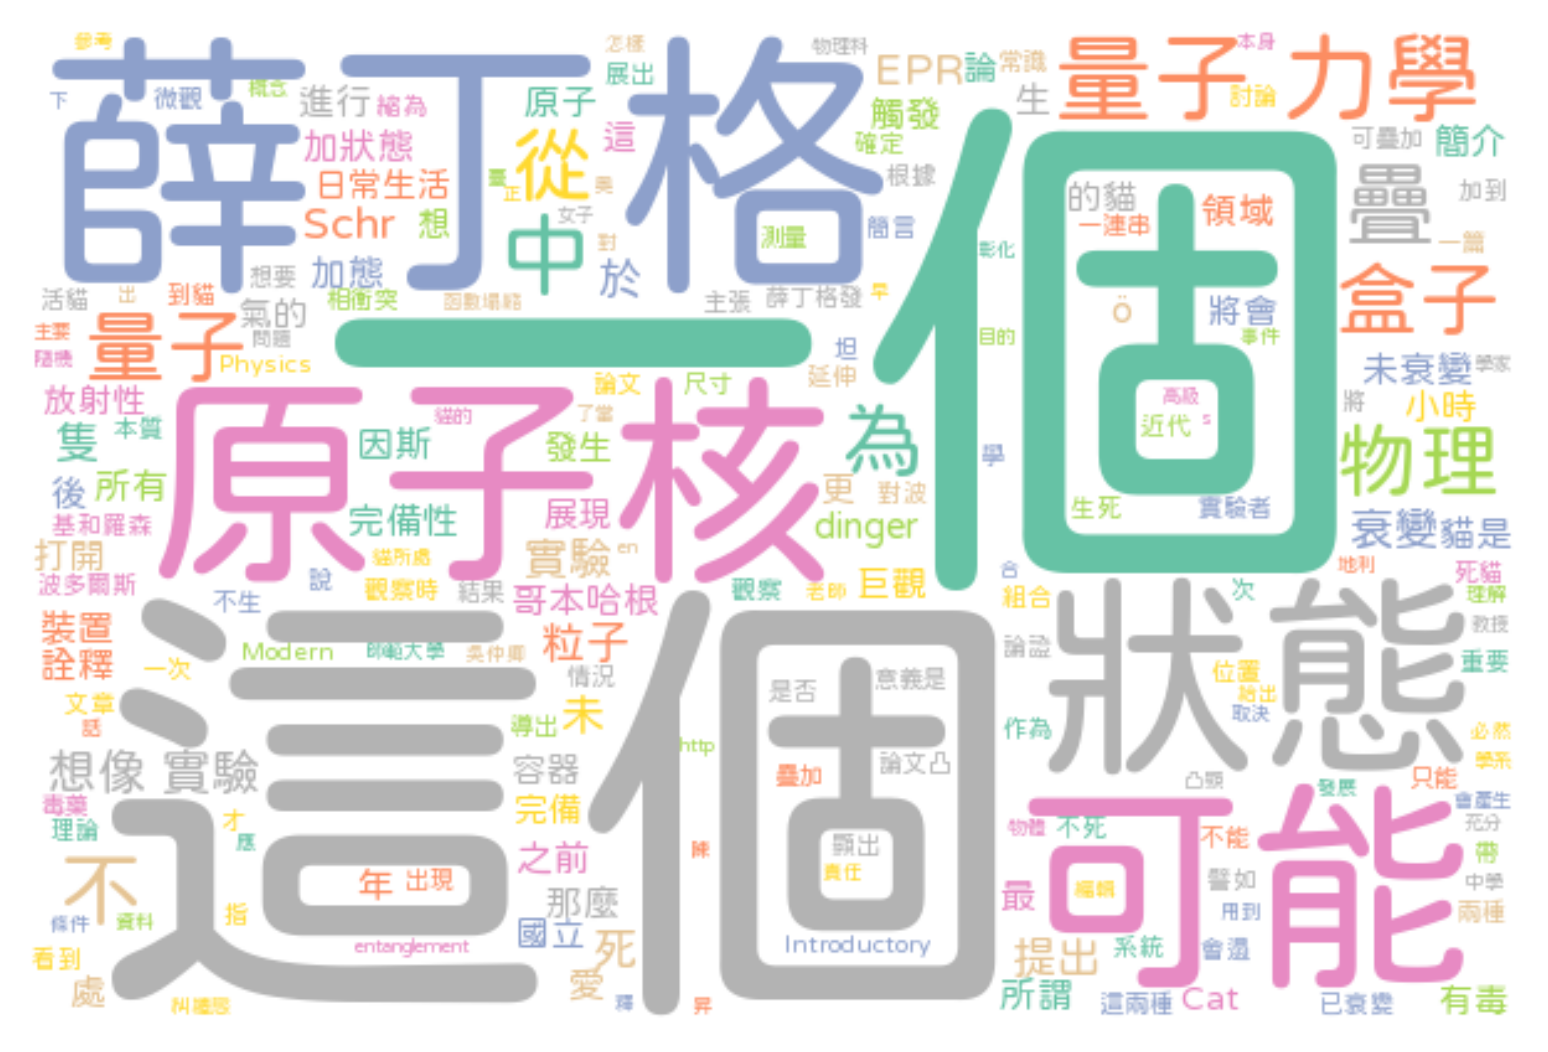 參考
怎樣
物理科
EPR
論
常識
量子力學
本身
薛丁格
下
微觀
概念
進行
縮為
原子
展出
觸發
生
討論
加狀態
從
這
確定
可疊加
簡介
日常生活
臺
正
奧
根據
的貓
領域
疊
加到
Schr
想
中
女子
對
測量
簡言
一連串
一篇
想要
加態
於
彰化
盒子
活貓
出
到貓
氣的
相衝突
函數塌縮
主張
薛丁格發
早
ö
將會
主要
量子
問題
一個
目的
事件
隨機
Physics
坦
未衰變
學家
放射性
論文
尺寸
延伸
高級
將
小時
隻
本質
原子核
貓的
了當
為
近代
s
物理
因斯
發生
學
後
所有
更
對波
生死
實驗者
基和羅森
完備性
展現
dinger
衰變
貓是
打開
貓所處
實驗
en
波多爾斯
說
觀察時
結果
哥本哈根
觀察
老師
巨觀
合
組合
地利
死貓
不生
次
理解
裝置
這個
狀態
教授
詮釋
一次
Modern
師範大學
吳仲卿
粒子
情況
論證
重要
文章
話
未
是否
意義是
位置
給出
取決
導出
http
作為
必然
想像
實驗
容器
疊加
論文凸
凸顯
只能
學系
毒藥
完備
發展
會產生
理論
才
應
物體
不死
不能
可能
充分
不
年
出現
之前
陳
顯出
責任
最
編輯
譬如
帶
中學
條件
資料
指
那麼
用到
兩種
看到
entanglement
國立
死
Introductory
提出
系統
會遵
處
糾纏態
愛
釋
昇
所謂
這兩種
Cat
已衰變
有毒